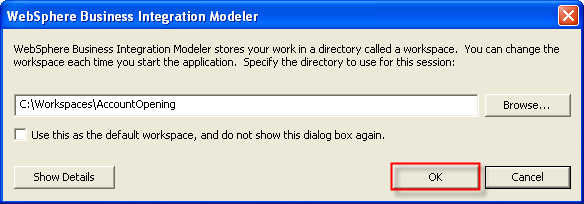 WebSphere Business Integration Modeler
WebSphere Business Integration Modeler stores your work in a directory called a workspace.  You can change the
workspace each time you start the application.  Specify the directory to use for this session:
C:\Workspaces\AccountOpening
Browse...
Use this as the default workspace, and do not show this dialog box again.
Show Details
OK
Cancel